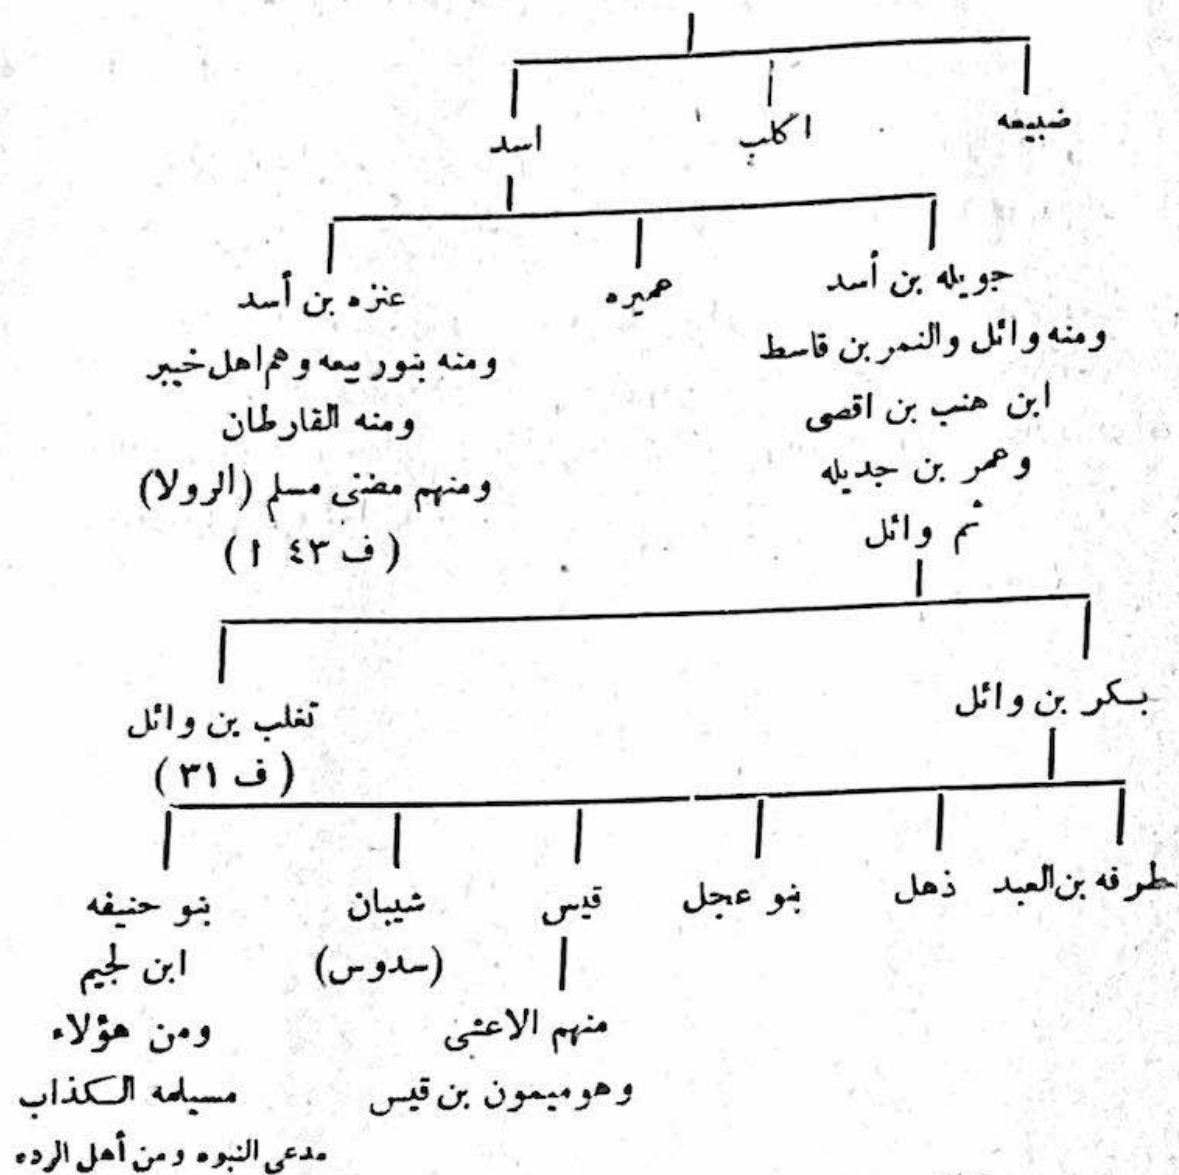 ضبيعه
اكلب
اسد
جويله بن أسد
ومنه وائل والنمر بن قاسط
ابن هنب بن اقصى
وعمر بن جديله
ثم وائل
عميره
عنزه بن أسد
ومنه بنوربيعه وهم اهل خيبر
ومنه القارطان
ومنهم مضنى مسلم (الرولا)
(ف ٤٣ ا)
بكر بن وائل
تغلب بن وائل
(ف ٣١)
طرفه بن العبد
ذهل
بنو عجل
قيس
منهم الاعشى
وهو ميمون بن قيس
شيبان
(سدوس)
بنو حنيفه
ابن لجيم
ومن هؤلاء
مسيلمه الكذاب
مدعى النبوه ومن أهل الرده